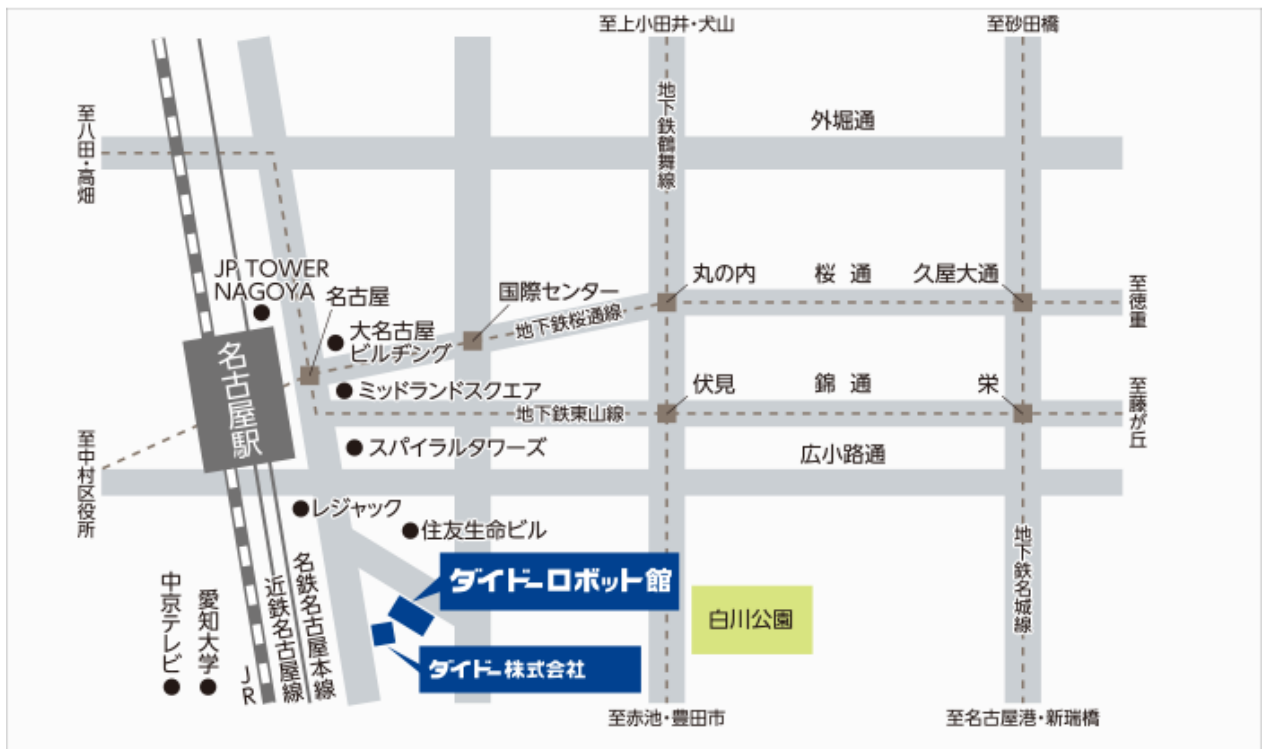 至上小田井・犬山
至砂田橋
地下鉄鶴舞線
外堀通
至八田・高畑
JP TOWER
NAGOYA
名古屋
国際センター
丸の内
桜通
久屋大通
至徳重
大名古屋
ビルヂング
地下鉄桜通線
名古屋駅
ミッドランドスクエア
伏見
錦通
栄
至藤が丘
地下鉄東山線
スパイラルタワーズ
広小路通
至中村区役所
レジャック
住友生命ビル
地下鉄名城線
ダイドーロボット館
白川公園
中京テレビ
愛知大学
JR
近鉄名古屋線
名鉄名古屋本線
ダイドー株式会社
至赤池・豊田市
至名古屋港・新瑞橋